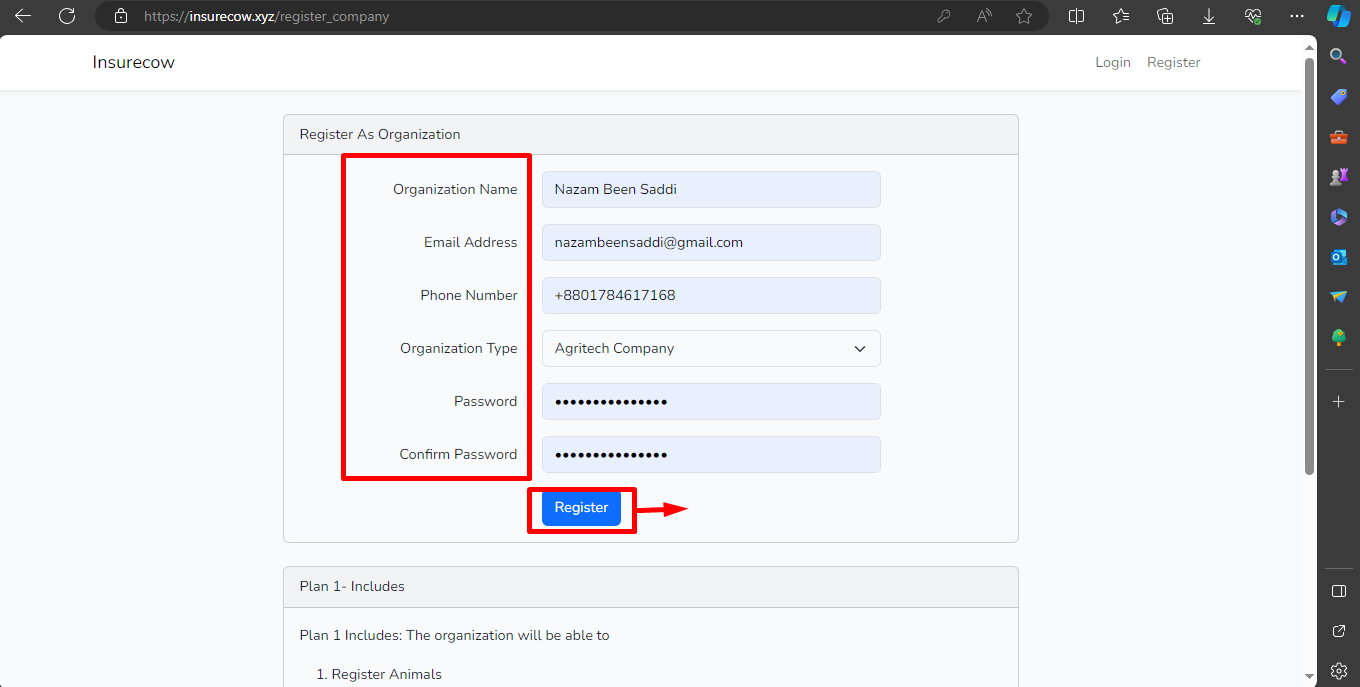 https://insurecow.xyz/register_company
Insurecow
Login Register
Register As Organization
Organization Name Nazam Been Saddi
Email Address nazambeensaddi@gmail.com
Phone Number +8801784617168
Organization Type Agritech Company
Password •••••••••••••••
Confirm Password •••••••••••••••
Register
Plan 1- Includes
Plan 1 Includes: The organization will be able to
1. Register Animals